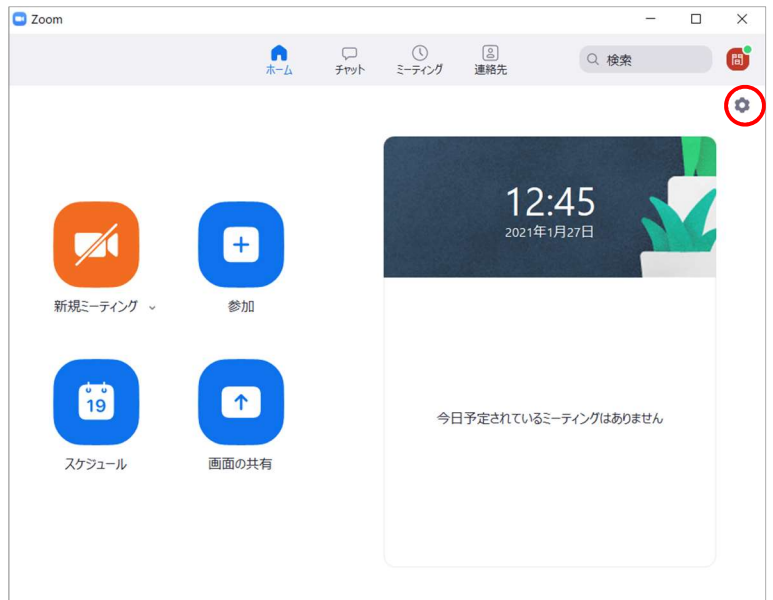 Zoom
ホーム
チャット
ミーティング
連絡先
検索
間
12:45
2021年1月27日
新規ミーティング
参加
19
スケジュール
画面の共有
今日予定されているミーティングはありません